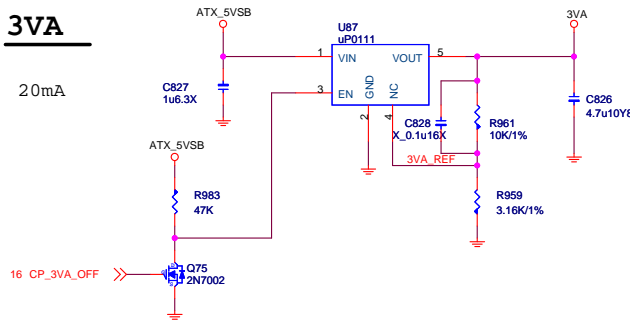 3VA
20mA
ATX_5VSB
U87
uP0111
3VA
1 VIN VOUT 5
3 EN GND NC
2 4
C827
1u6.3X
C828
X_0.1u16X
R961
10K/1%
C826
4.7u10Y8
3VA_REF
ATX_5VSB
R983
47K
R959
3.16K/1%
16 CP_3VA_OFF
Q75
2N7002